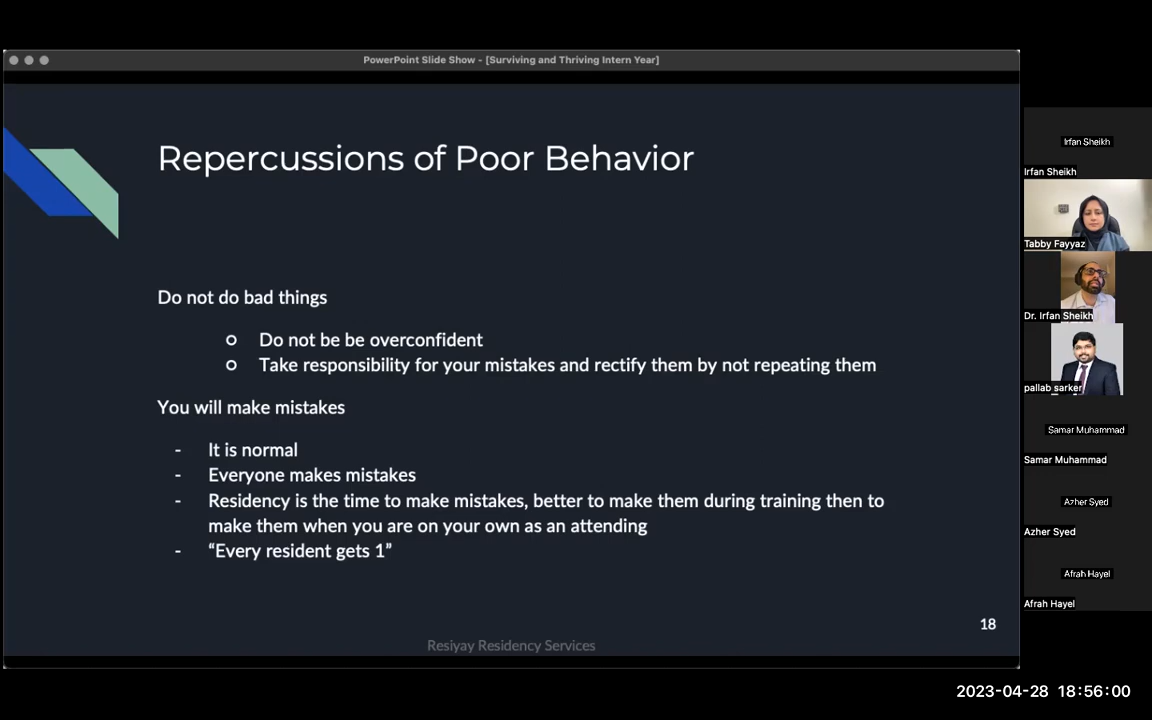 PowerPoint Slide Show - [Surviving and Thriving Intern Year]
Repercussions of Poor Behavior
Do not do bad things
Do not be be overconfident
Take responsibility for your mistakes and rectify them by not repeating them
You will make mistakes
- It is normal
- Everyone makes mistakes
- Residency is the time to make mistakes, better to make them during training then to
make them when you are on your own as an attending
- “Every resident gets 1”
18
Resiyay Residency Services
Irfan Sheikh
Irfan Sheikh
Tabby Fayyaz
Dr. Irfan Sheikh
pallab sarker
Samar Muhammad
Samar Muhammad
Azher Syed
Azher Syed
Afrah Hayel
Afrah Hayel
2023-04-28 18:56:00